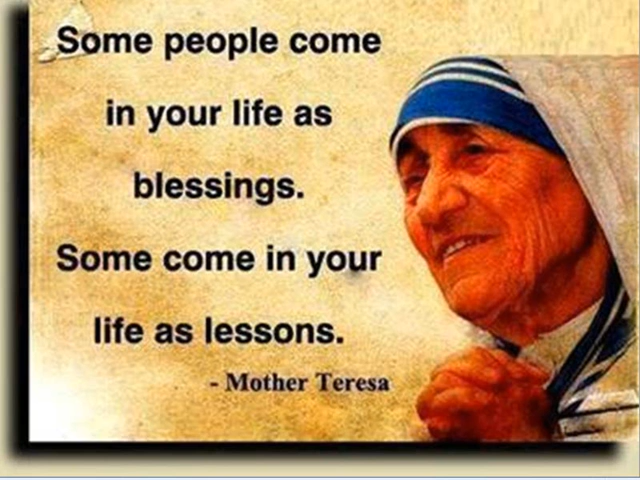 Some people come
in your life as
blessings.
Some come in your
life as lessons.
- Mother Teresa